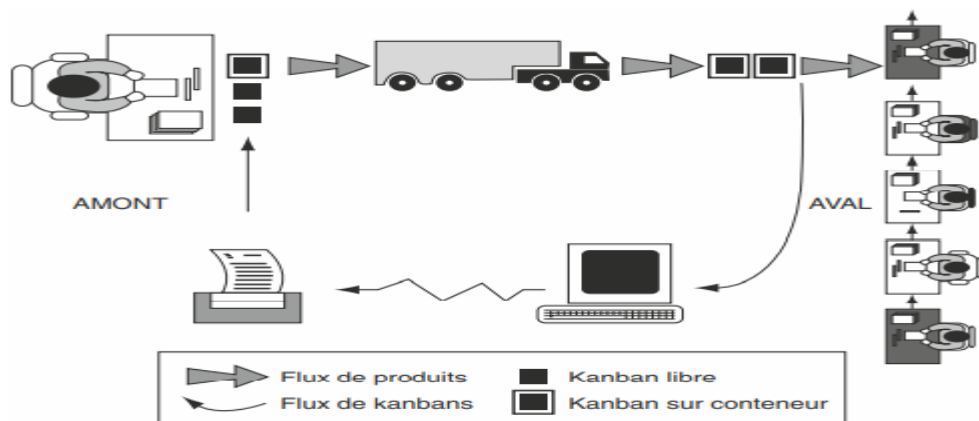 AMONT
AVAL
Flux de produits
Kanban libre
Flux de kanbans
Kanban sur conteneur